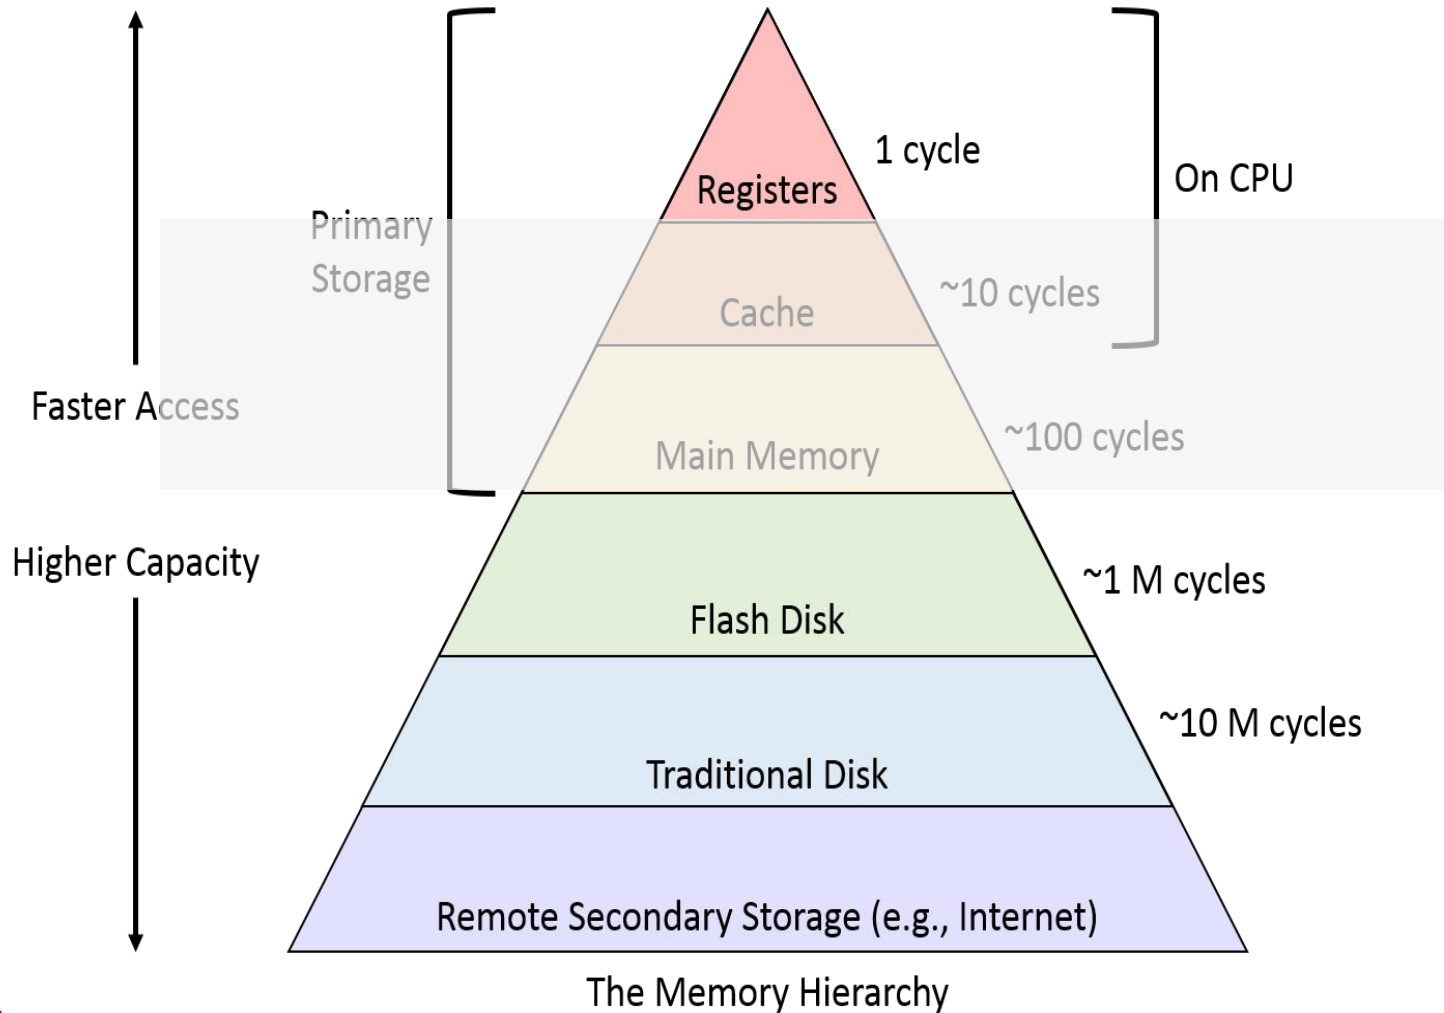 1 cycle
On CPU
Registers
Primary
Storage
~10 cycles
Cache
Faster Access
~100 cycles
Main Memory
Higher Capacity
~1 M cycles
Flash Disk
~10 M cycles
Traditional Disk
Remote Secondary Storage (e.g., Internet)
The Memory Hierarchy